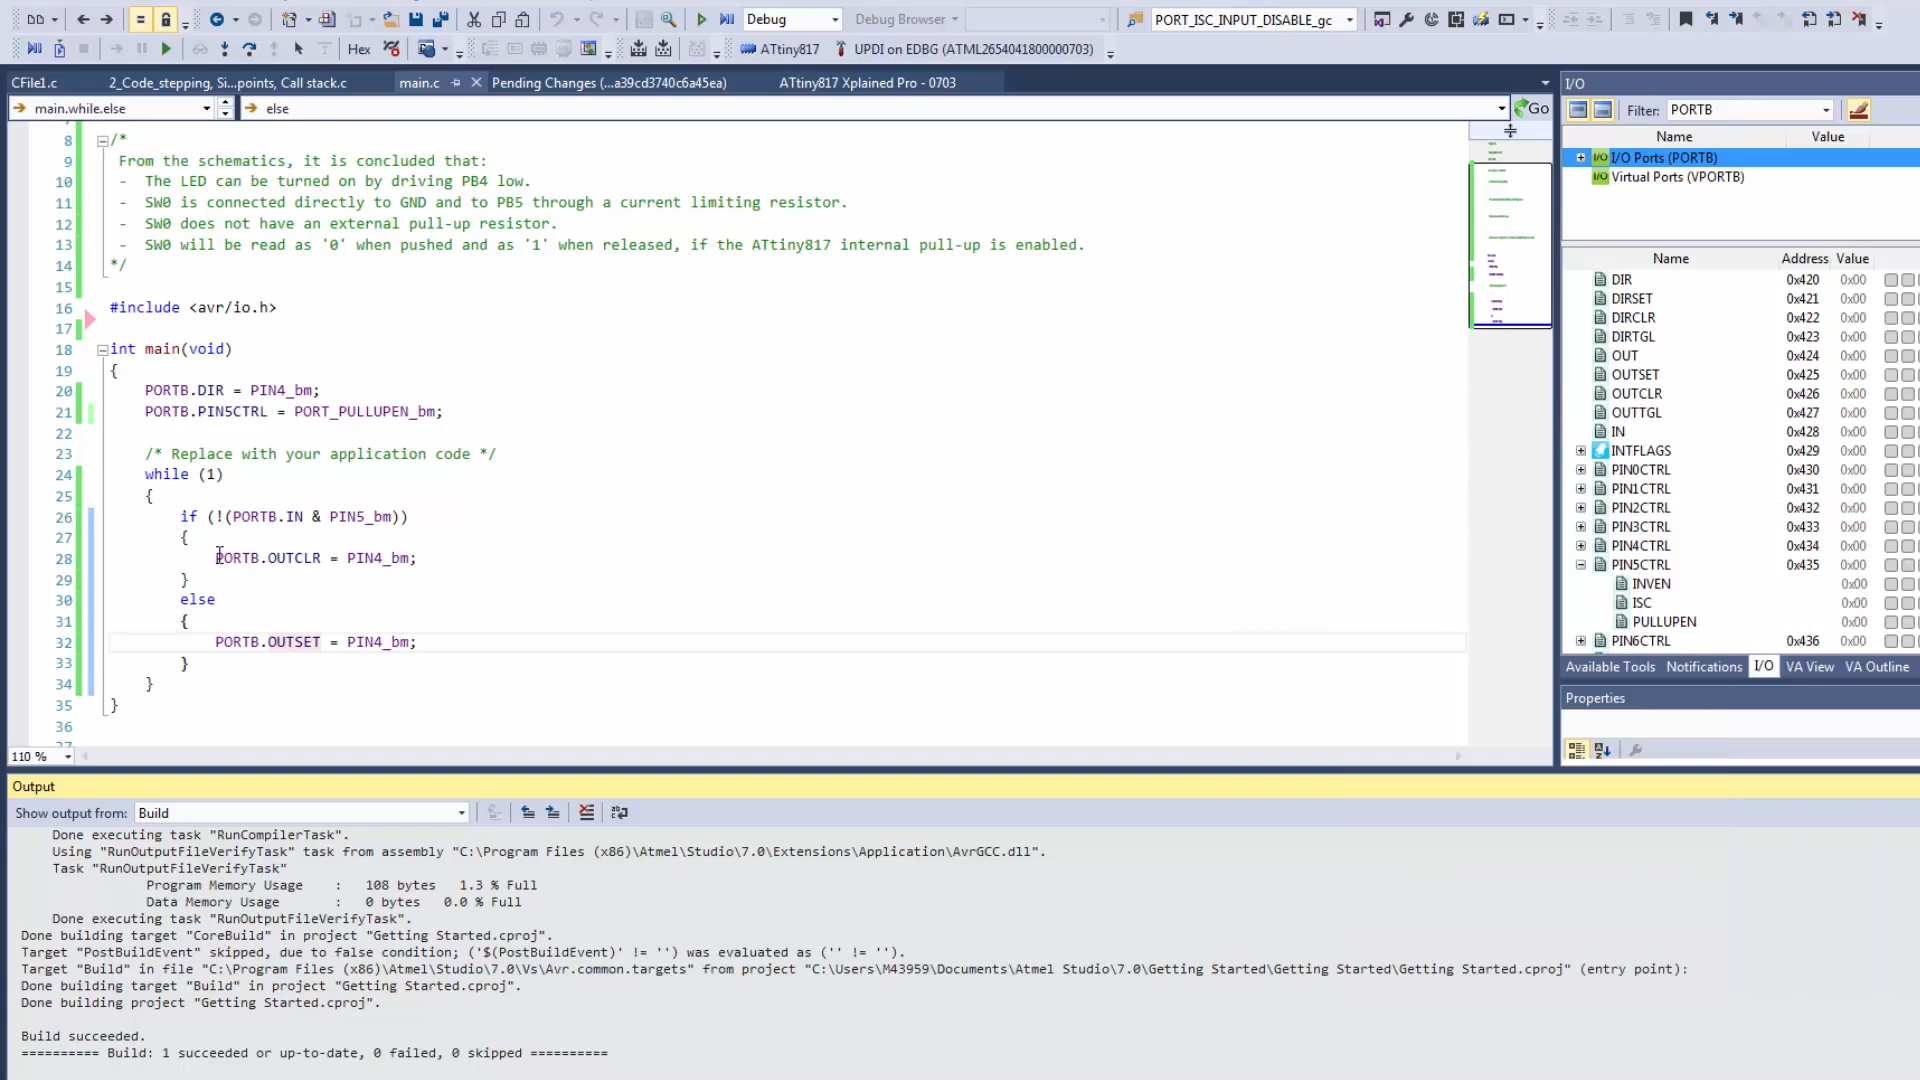 DD Debug Debug Browser PORT_ISC_INPUT_DISABLE_gc
Hex ATtiny817 UPDI on EDBG (ATML2654041800000703)
CFile1.c 2_Code_stepping, Si...points, Call stack.c main.c Pending Changes (...a39cd3740c6a45ea) ATtiny817 Xplained Pro - 0703
main.while.else else Go
8 /*
9 From the schematics, it is concluded that:
10 - The LED can be turned on by driving PB4 low.
11 - SW0 is connected directly to GND and to PB5 through a current limiting resistor.
12 - SW0 does not have an external pull-up resistor.
13 - SW0 will be read as '0' when pushed and as '1' when released, if the ATtiny817 internal pull-up is enabled.
14 */
15
16 #include <avr/io.h>
17
18 int main(void)
19 {
20 PORTB.DIR = PIN4_bm;
21 PORTB.PIN5CTRL = PORT_PULLUPEN_bm;
22
23 /* Replace with your application code */
24 while (1)
25 {
26 if (!(PORTB.IN & PIN5_bm))
27 {
28 PORTB.OUTCLR = PIN4_bm;
29 }
30 else
31 {
32 PORTB.OUTSET = PIN4_bm;
33 }
34 }
35 }
36
37
110 %
I/O
Filter: PORTB
Name Value
I/O Ports (PORTB)
I/O Virtual Ports (VPORTB)
Name Address Value
DIR 0x420 0x00
DIRSET 0x421 0x00
DIRCLR 0x422 0x00
DIRTGL 0x423 0x00
OUT 0x424 0x00
OUTSET 0x425 0x00
OUTCLR 0x426 0x00
OUTTGL 0x427 0x00
IN 0x428 0x00
INTFLAGS 0x429 0x00
PIN0CTRL 0x430 0x00
PIN1CTRL 0x431 0x00
PIN2CTRL 0x432 0x00
PIN3CTRL 0x433 0x00
PIN4CTRL 0x434 0x00
PIN5CTRL 0x435 0x00
INVEN 0x00
ISC 0x00
PULLUPEN 0x00
PIN6CTRL 0x436 0x00
Available Tools Notifications I/O VA View VA Outline
Properties
Output
Show output from: Build
Done executing task "RunCompilerTask".
Using "RunOutputFileVerifyTask" task from assembly "C:\Program Files (x86)\Atmel\Studio\7.0\Extensions\Application\AvrGCC.dll".
Task "RunOutputFileVerifyTask"
Program Memory Usage : 108 bytes 1.3 % Full
Data Memory Usage : 0 bytes 0.0 % Full
Done executing task "RunOutputFileVerifyTask".
Done building target "CoreBuild" in project "Getting Started.cproj".
Target "PostBuildEvent" skipped, due to false condition; ('$(PostBuildEvent)' != '') was evaluated as ('' != '').
Target "Build" in file "C:\Program Files (x86)\Atmel\Studio\7.0\Vs\Avr.common.targets" from project "C:\Users\M43959\Documents\Atmel Studio\7.0\Getting Started\Getting Started\Getting Started.cproj" (entry point):
Done building target "Build" in project "Getting Started.cproj".
Done building project "Getting Started.cproj".
Build succeeded.
========== Build: 1 succeeded or up-to-date, 0 failed, 0 skipped ==========